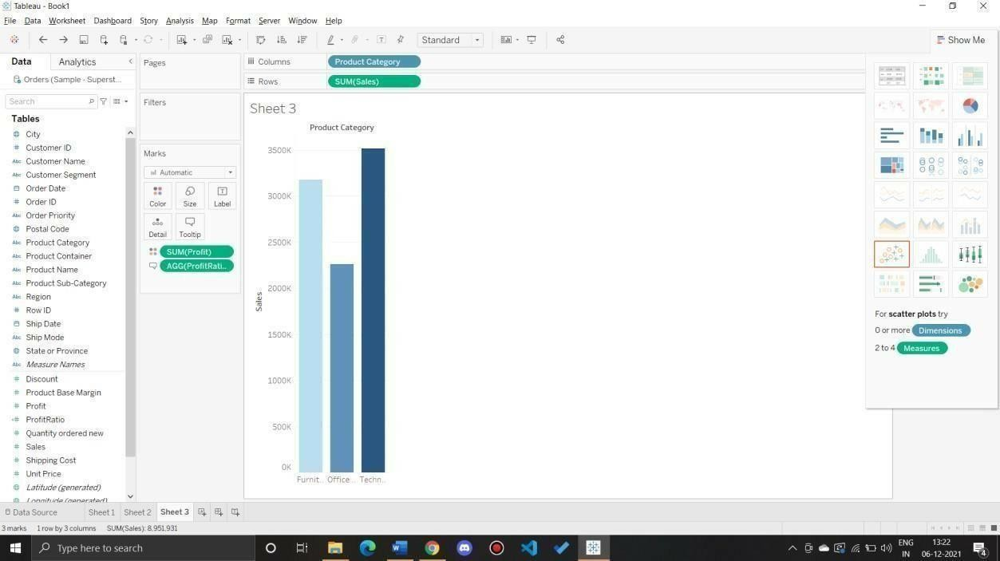 Tableau - Book1
File Data Worksheet Dashboard Story Analysis Map Format Server Window Help
Standard
Show Me
Data Analytics
Pages
Columns Product Category
Rows SUM(Sales)
Orders (Sample - Superst...
Search
Tables
City
Customer ID
Customer Name
Customer Segment
Order Date
Order ID
Order Priority
Postal Code
Product Category
Product Container
Product Name
Product Sub-Category
Region
Row ID
Ship Date
Ship Mode
State or Province
Measure Names
Discount
Product Base Margin
Profit
ProfitRatio
Quantity ordered new
Sales
Shipping Cost
Unit Price
Latitude (generated)
Longitude (generated)
Filters
Marks
Automatic
Color Size Label
Detail Tooltip
SUM(Profit)
AGG(ProfitRati..
Sheet 3
Product Category
3500K
3000K
2500K
2000K
1500K
1000K
500K
0K
Sales
Furnit.. Office .. Techn..
For scatter plots try
0 or more Dimensions
2 to 4 Measures
Data Source Sheet 1 Sheet 2 Sheet 3
3 marks 1 row by 3 columns SUM(Sales): 8,951,931
Type here to search
ENG
IN
13:22
06-12-2021
4